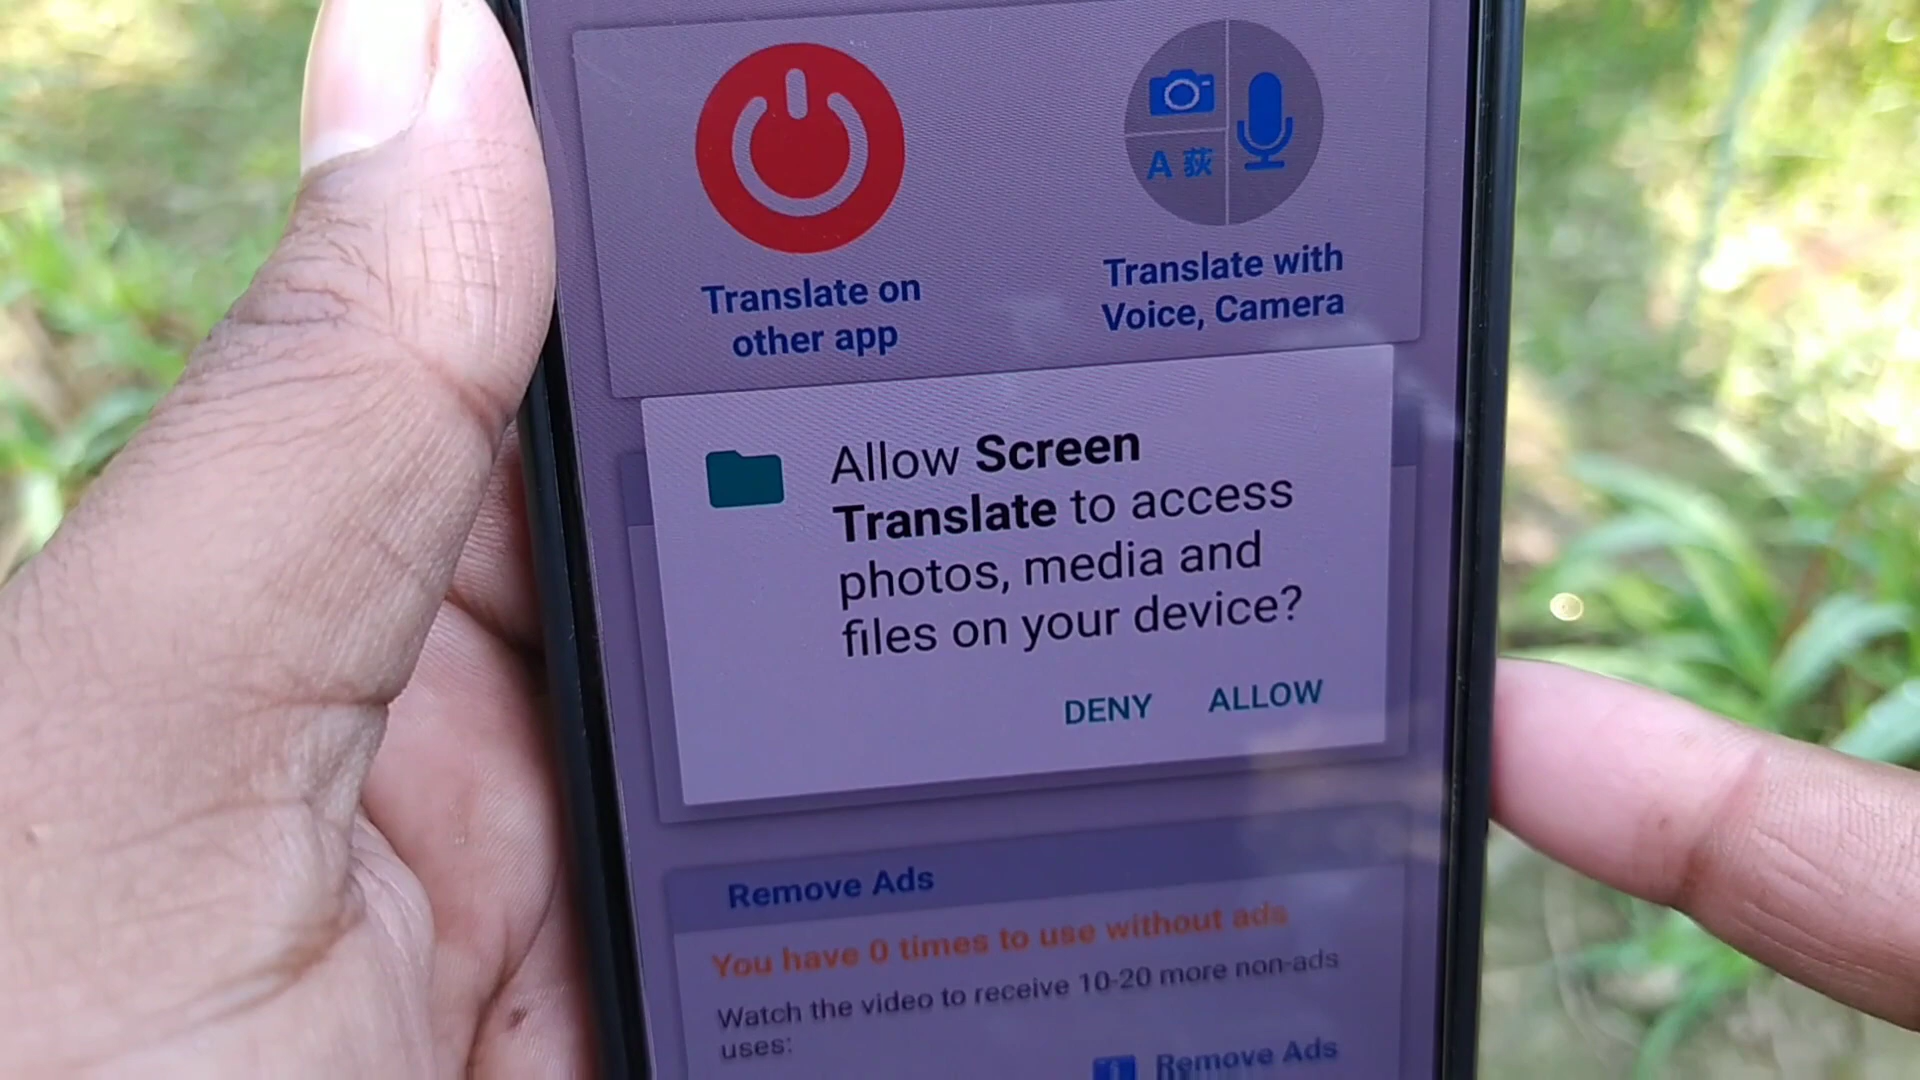 A 荻
Translate on
other app
Translate with
Voice, Camera
Allow Screen
Translate to access
photos, media and
files on your device?
DENY ALLOW
Remove Ads
You have 0 times to use without ads
Watch the video to receive 10-20 more non-ads
uses:
Remove Ads